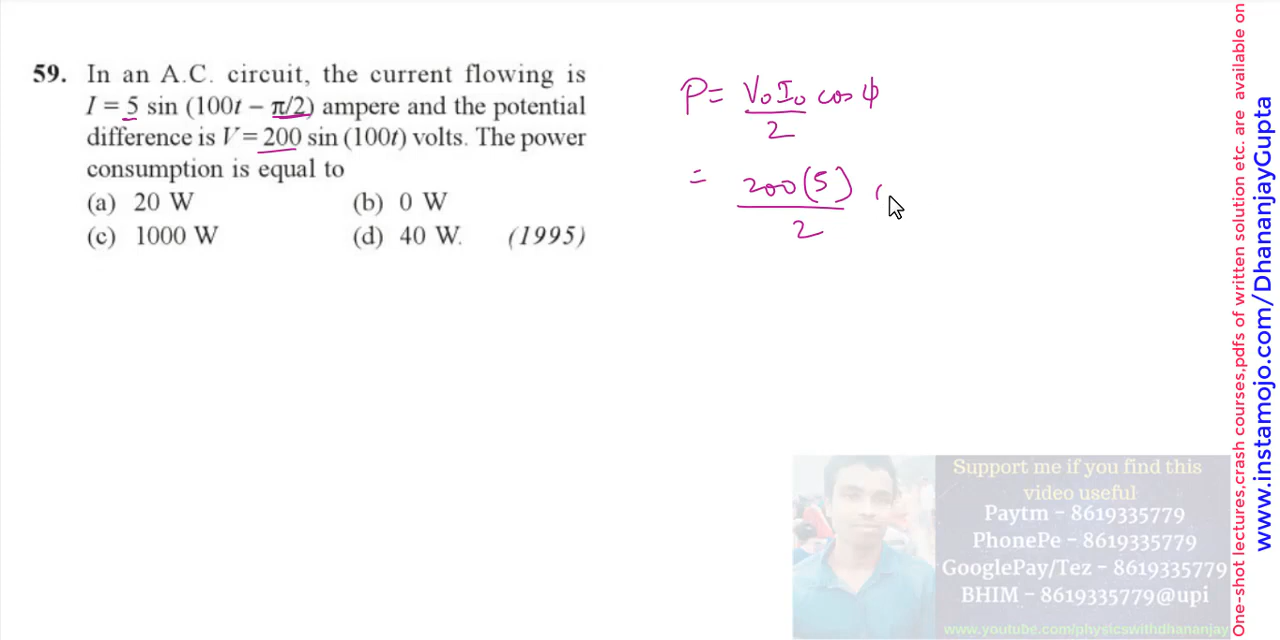 59. In an A.C. circuit, the current flowing is
I = 5 sin (100t − π/2) ampere and the potential
difference is V = 200 sin (100t) volts. The power
consumption is equal to
(a) 20 W (b) 0 W
(c) 1000 W (d) 40 W. (1995)
P = V₀I₀ cos ϕ
2
= 200(5) (
2
Support me if you find this
video useful
Paytm - 8619335779
PhonePe - 8619335779
GooglePay/Tez - 8619335779
BHIM - 8619335779@upi
www.youtube.com/physicswithdhananjay
One-shot lectures,crash courses,pdfs of written solution etc. are available on
www.instamojo.com/DhananjayGupta